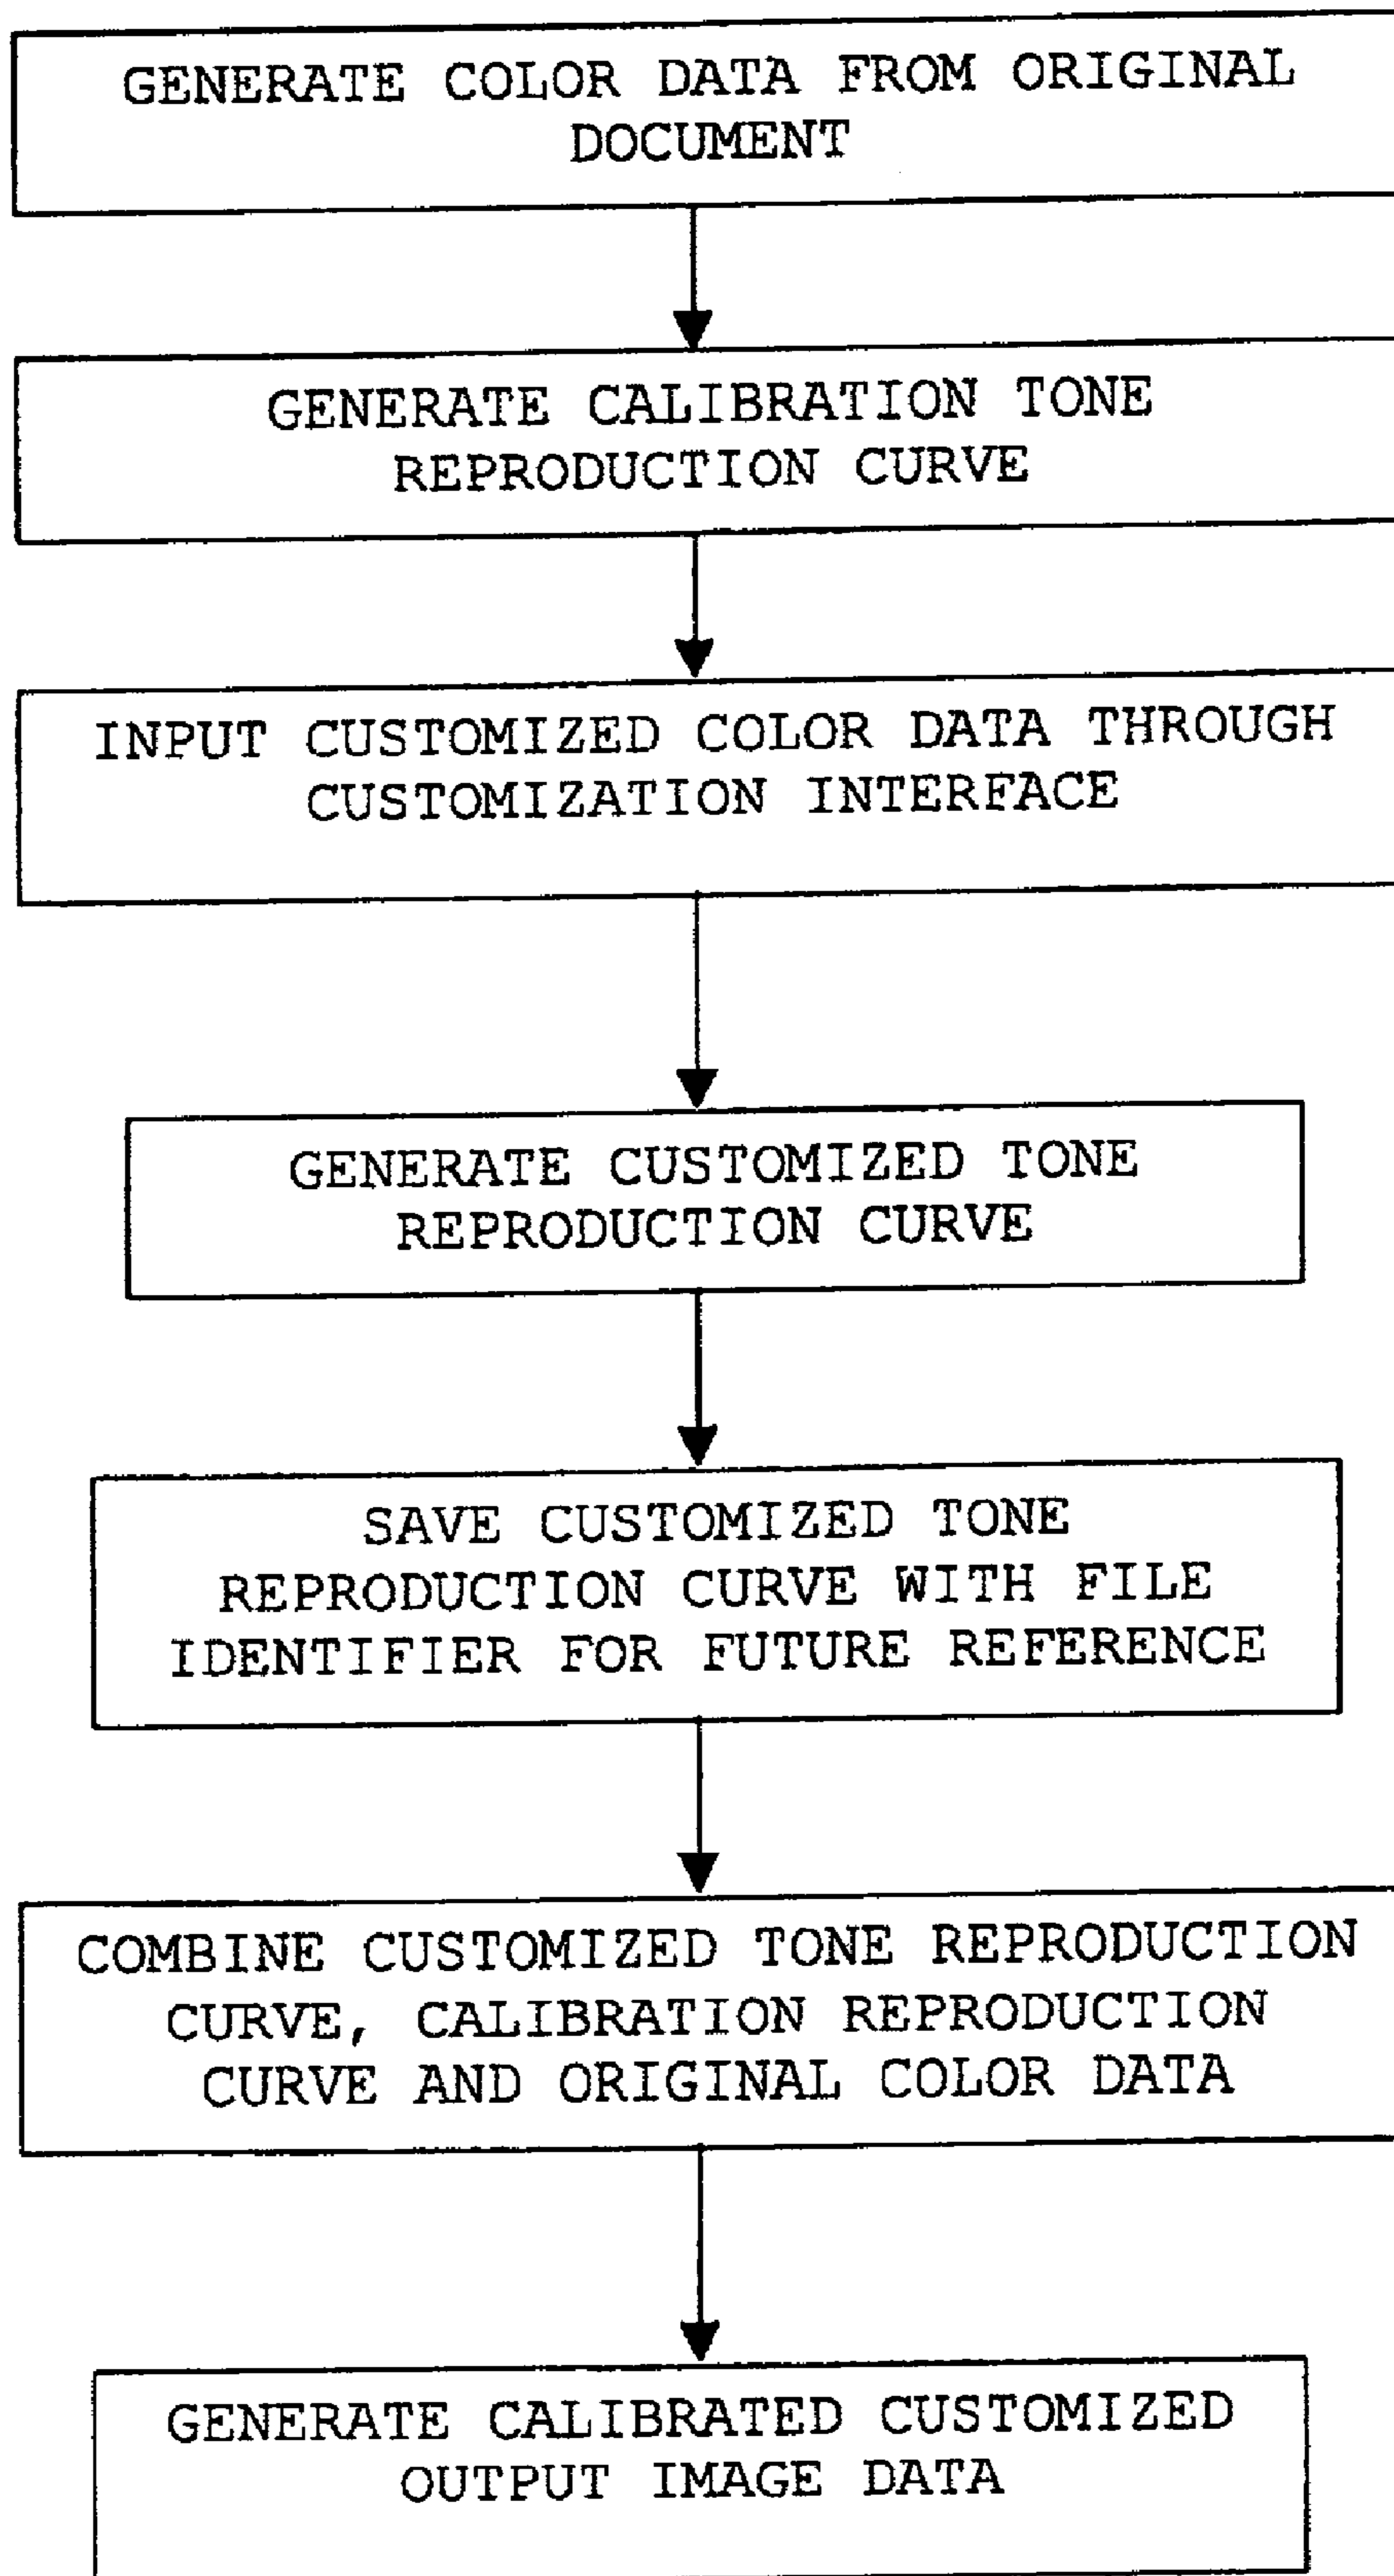 GENERATE COLOR DATA FROM ORIGINAL
DOCUMENT
GENERATE CALIBRATION TONE
REPRODUCTION CURVE
INPUT CUSTOMIZED COLOR DATA THROUGH
CUSTOMIZATION INTERFACE
GENERATE CUSTOMIZED TONE
REPRODUCTION CURVE
SAVE CUSTOMIZED TONE
REPRODUCTION CURVE WITH FILE
IDENTIFIER FOR FUTURE REFERENCE
COMBINE CUSTOMIZED TONE REPRODUCTION
CURVE, CALIBRATION REPRODUCTION
CURVE AND ORIGINAL COLOR DATA
GENERATE CALIBRATED CUSTOMIZED
OUTPUT IMAGE DATA